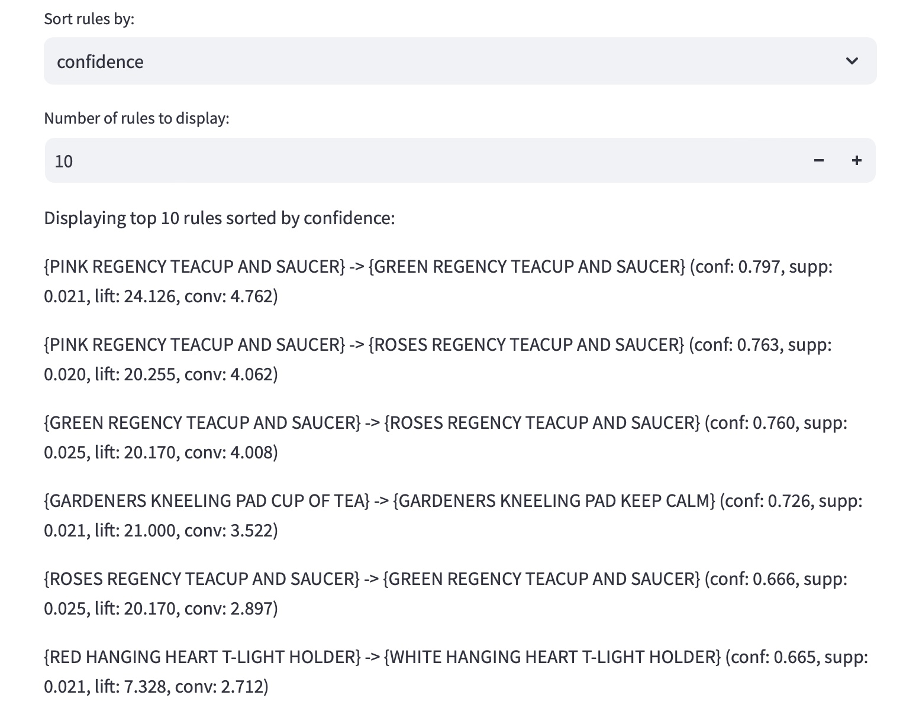 Sort rules by:
confidence
Number of rules to display:
10
Displaying top 10 rules sorted by confidence:
{PINK REGENCY TEACUP AND SAUCER} -> {GREEN REGENCY TEACUP AND SAUCER} (conf: 0.797, supp:
0.021, lift: 24.126, conv: 4.762)
{PINK REGENCY TEACUP AND SAUCER} -> {ROSES REGENCY TEACUP AND SAUCER} (conf: 0.763, supp:
0.020, lift: 20.255, conv: 4.062)
{GREEN REGENCY TEACUP AND SAUCER} -> {ROSES REGENCY TEACUP AND SAUCER} (conf: 0.760, supp:
0.025, lift: 20.170, conv: 4.008)
{GARDENERS KNEELING PAD CUP OF TEA} -> {GARDENERS KNEELING PAD KEEP CALM} (conf: 0.726, supp:
0.021, lift: 21.000, conv: 3.522)
{ROSES REGENCY TEACUP AND SAUCER} -> {GREEN REGENCY TEACUP AND SAUCER} (conf: 0.666, supp:
0.025, lift: 20.170, conv: 2.897)
{RED HANGING HEART T-LIGHT HOLDER} -> {WHITE HANGING HEART T-LIGHT HOLDER} (conf: 0.665, supp:
0.021, lift: 7.328, conv: 2.712)